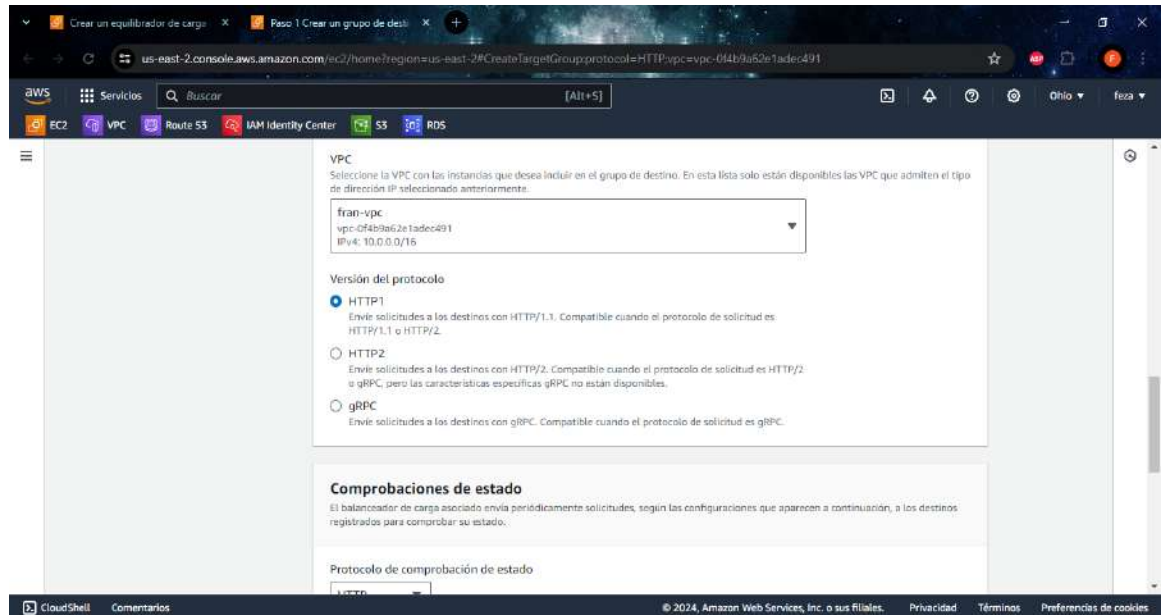 Crear un equilibrador de carga
Paso 1 Crear un grupo de desti
us-east-2.console.aws.amazon.com/ec2/home?region=us-east-2#CreateTargetGroup:protocol=HTTP;vpc=vpc-0f4b9a62e1adec491
aws Servicios Buscar [Alt+S] Ohio feza
EC2 VPC Route 53 IAM Identity Center S3 RDS
VPC
Seleccione la VPC con las instancias que desea incluir en el grupo de destino. En esta lista solo están disponibles las VPC que admiten el tipo
de dirección IP seleccionado anteriormente.
fran-vpc
vpc-0f4b9a62e1adec491
IPv4: 10.0.0.0/16
Versión del protocolo
HTTP1
Envíe solicitudes a los destinos con HTTP/1.1. Compatible cuando el protocolo de solicitud es
HTTP/1.1 o HTTP/2.
HTTP2
Envíe solicitudes a los destinos con HTTP/2. Compatible cuando el protocolo de solicitud es HTTP/2
o gRPC, pero las características específicas gRPC no están disponibles.
gRPC
Envíe solicitudes a los destinos con gRPC. Compatible cuando el protocolo de solicitud es gRPC.
Comprobaciones de estado
El balanceador de carga asociado envía periódicamente solicitudes, según las configuraciones que aparecen a continuación, a los destinos
registrados para comprobar su estado.
Protocolo de comprobación de estado
HTTP
CloudShell Comentarios © 2024, Amazon Web Services, Inc. o sus filiales. Privacidad Términos Preferencias de cookies